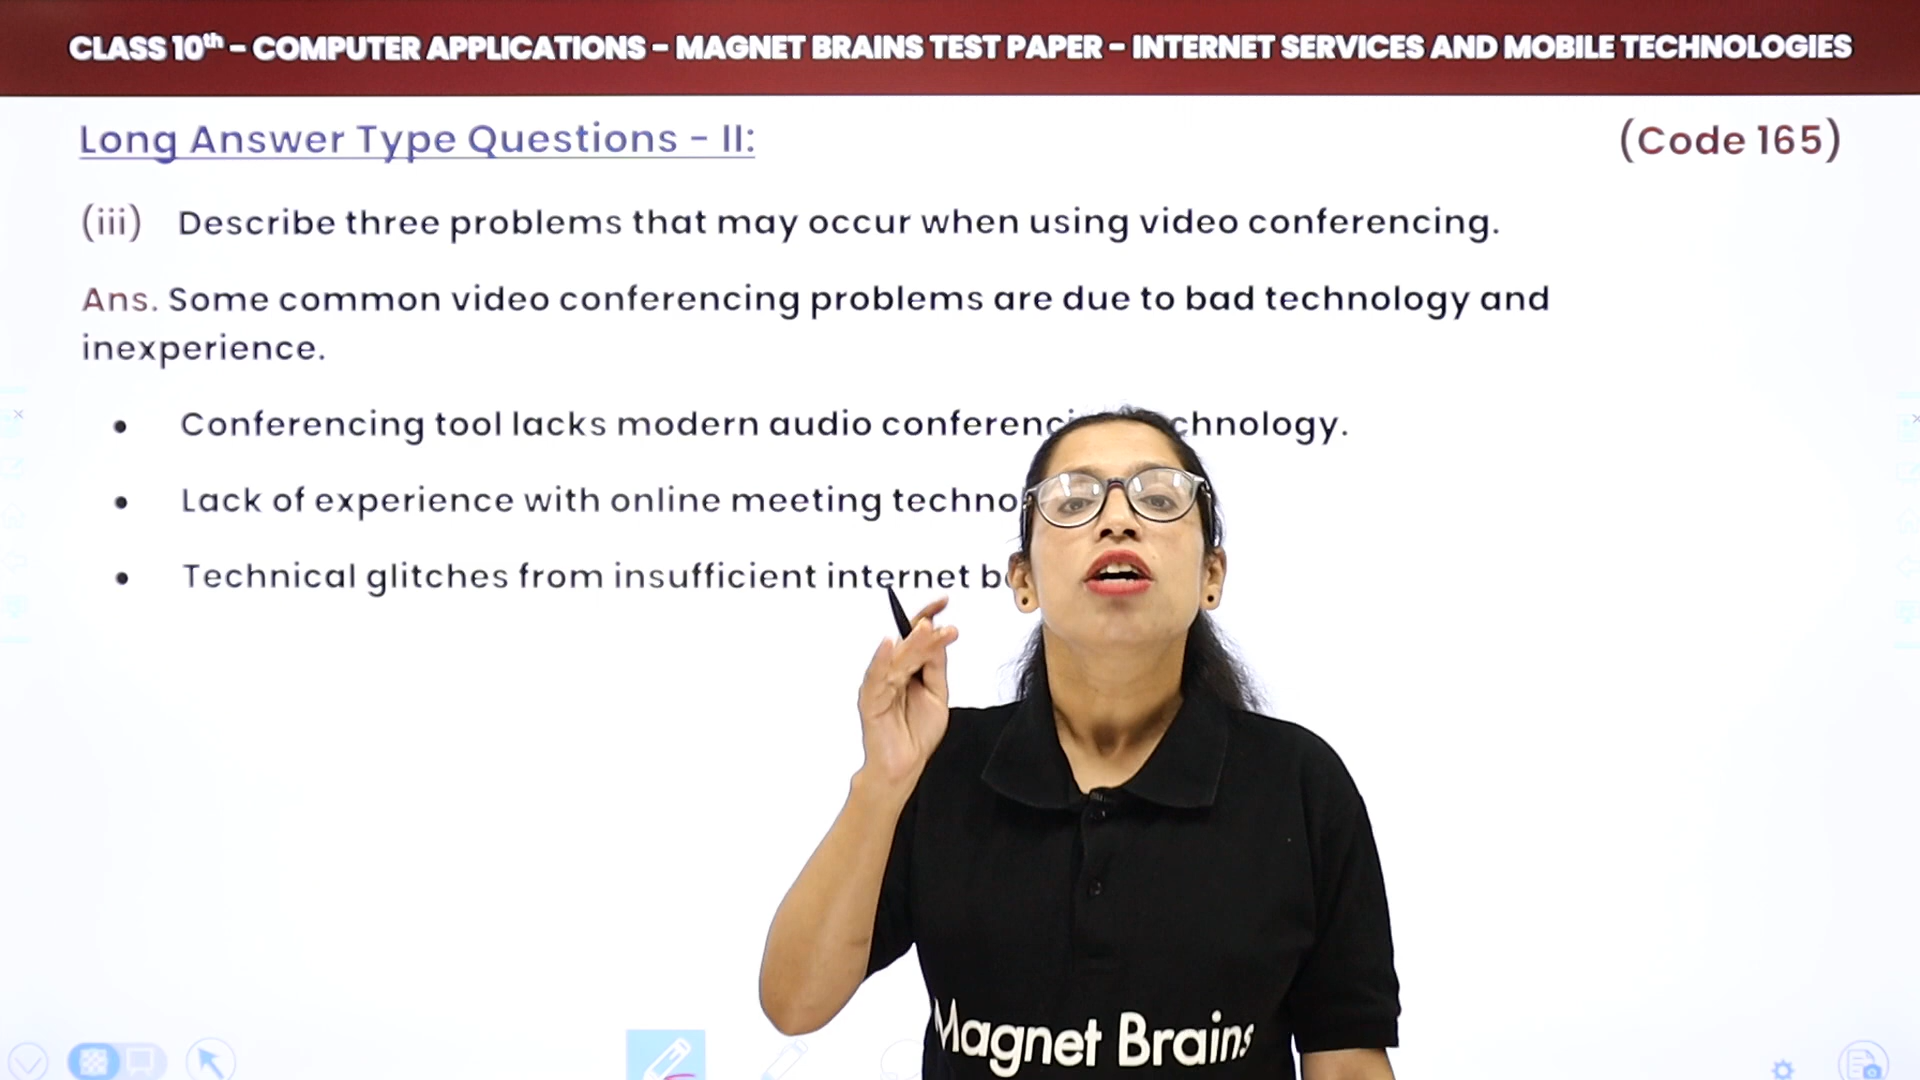 CLASS 10th - COMPUTER APPLICATIONS - MAGNET BRAINS TEST PAPER - INTERNET SERVICES AND MOBILE TECHNOLOGIES
Long Answer Type Questions - II: (Code 165)
(iii) Describe three problems that may occur when using video conferencing.
Ans. Some common video conferencing problems are due to bad technology and
inexperience.
• Conferencing tool lacks modern audio
• Lack of experience with online meeting
• Technical glitches from insufficient internet
Magnet Brains